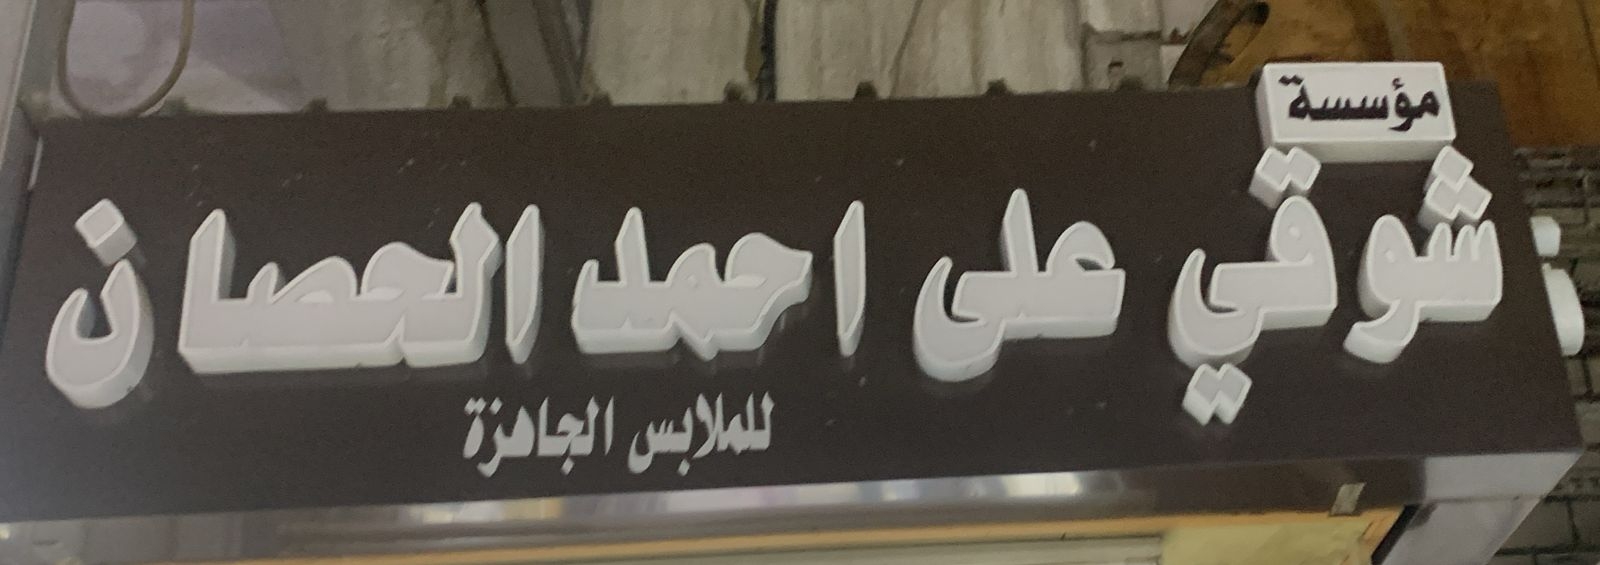 مؤسسة
شوقي على احمد الحصان
للملابس الجاهزة